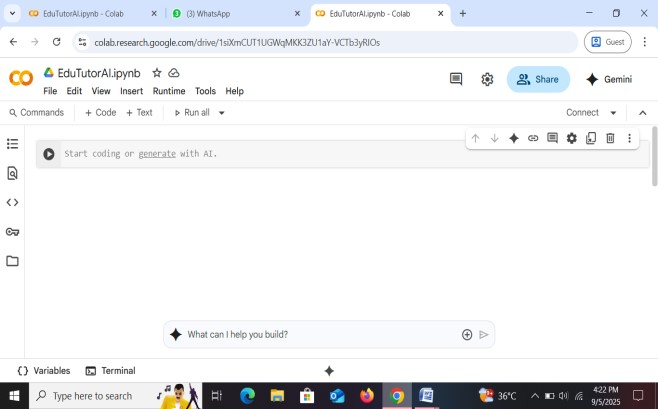 EduTutorAI.ipynb - Colab
(3) WhatsApp
EduTutorAI.ipynb - Colab
colab.research.google.com/drive/1siXmCUT1UGWqMKK3ZU1aY-VCTb3yRIOs
Guest
EduTutorAI.ipynb
File Edit View Insert Runtime Tools Help
Share
Gemini
Commands + Code + Text Run all
Connect
Start coding or generate with AI.
What can I help you build?
Variables Terminal
Type here to search
36°C
4:22 PM
9/5/2025